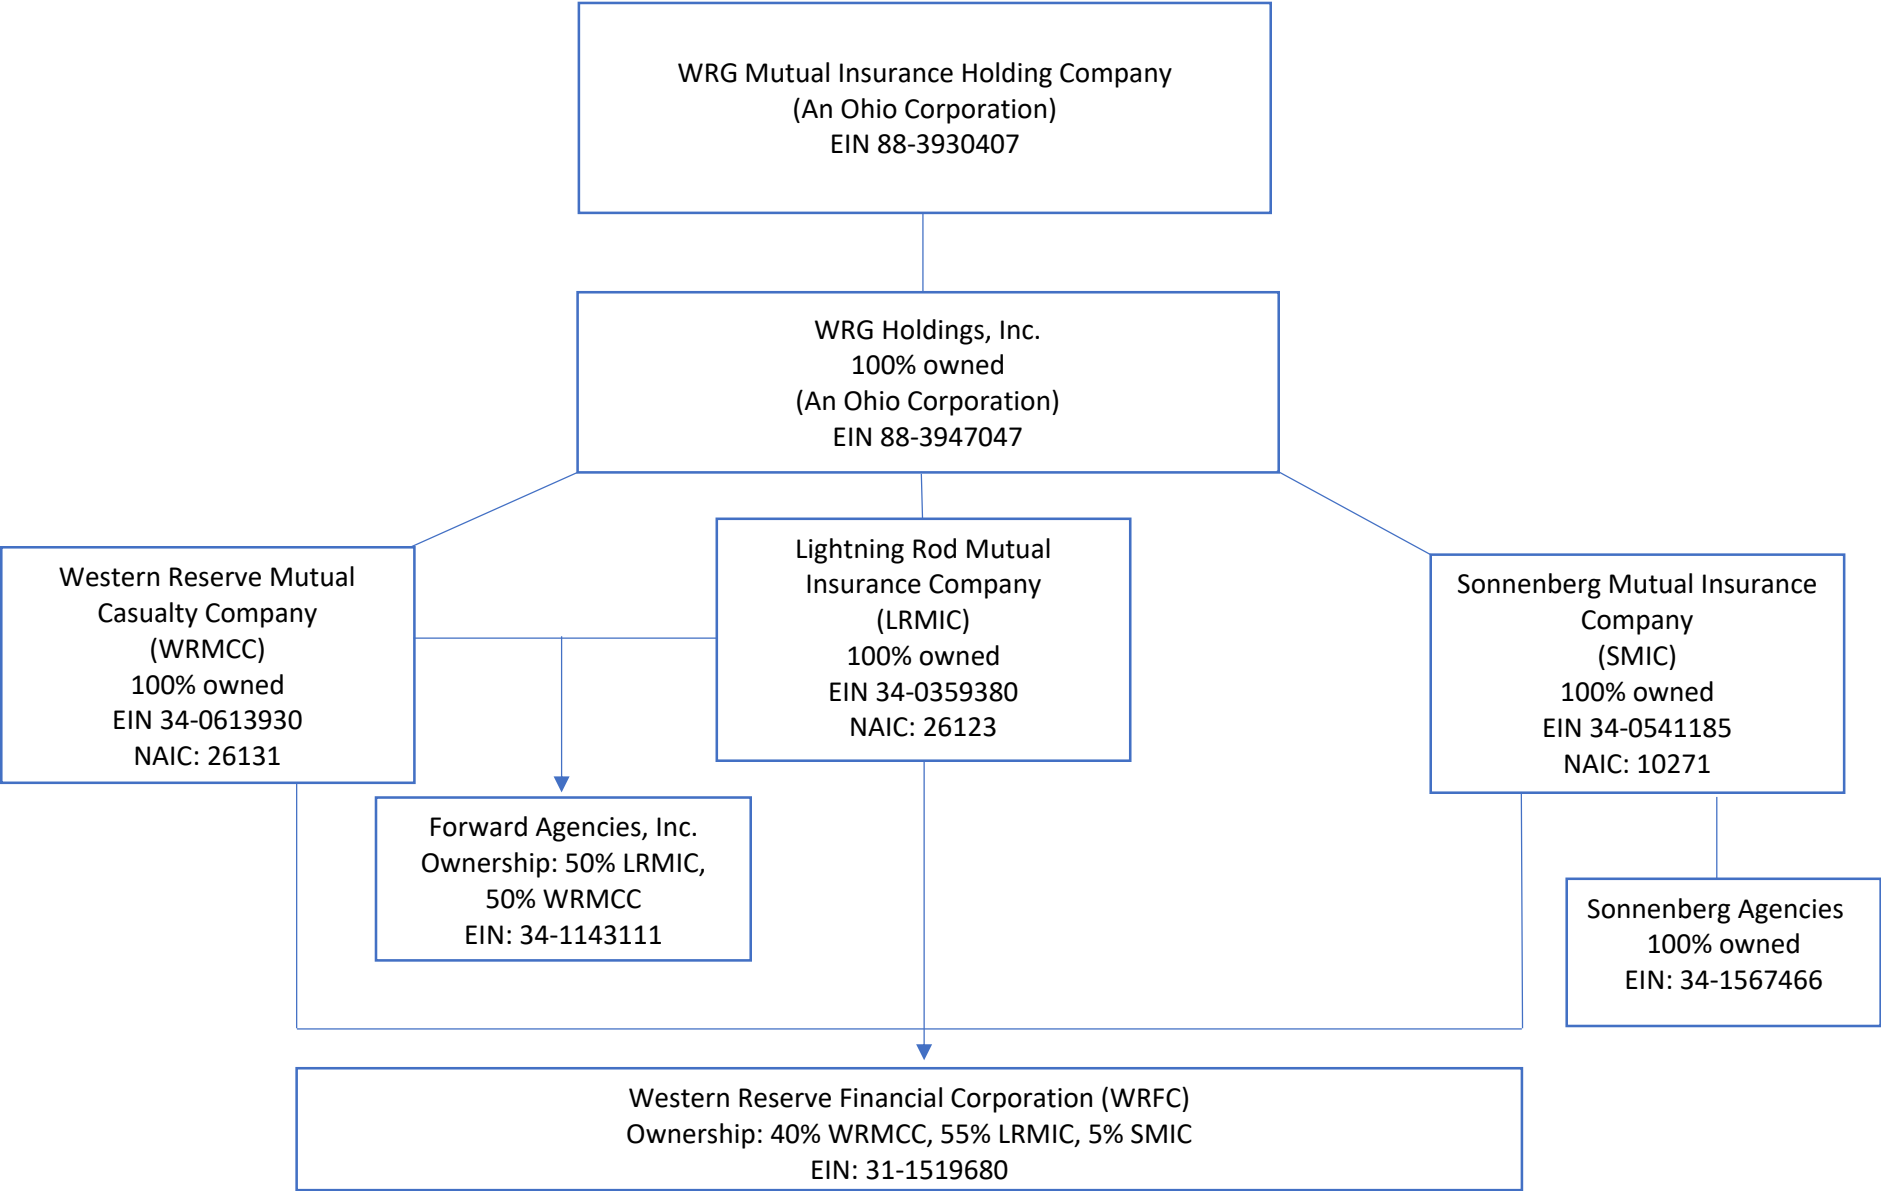 WRG Mutual Insurance Holding Company
(An Ohio Corporation)
EIN 88-3930407
WRG Holdings, Inc.
100% owned
(An Ohio Corporation)
EIN 88-3947047
Western Reserve Mutual
Casualty Company
(WRMCC)
100% owned
EIN 34-0613930
NAIC: 26131
Lightning Rod Mutual
Insurance Company
(LRMIC)
100% owned
EIN 34-0359380
NAIC: 26123
Sonnenberg Mutual Insurance
Company
(SMIC)
100% owned
EIN 34-0541185
NAIC: 10271
Forward Agencies, Inc.
Ownership: 50% LRMIC,
50% WRMCC
EIN: 34-1143111
Sonnenberg Agencies
100% owned
EIN: 34-1567466
Western Reserve Financial Corporation (WRFC)
Ownership: 40% WRMCC, 55% LRMIC, 5% SMIC
EIN: 31-1519680